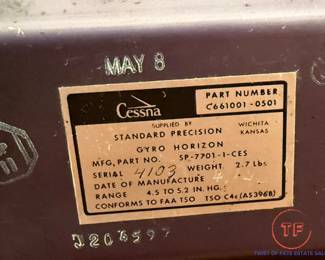 MAY 8
Cessna
PART NUMBER
C661001-0501
SUPPLIED BY
STANDARD PRECISION
WICHITA
KANSAS
GYRO HORIZON
MFG. PART NO. SP-7701-1-CES
SERIAL 4103 WEIGHT 2.7 Lbs
DATE OF MANUFACTURE
RANGE 4.5 TO 5.2 IN. HG.
CONFORMS TO FAA TSO TSO C4c (AS396B)
J206597
TF
TWIST OF FATE ESTATE SALES